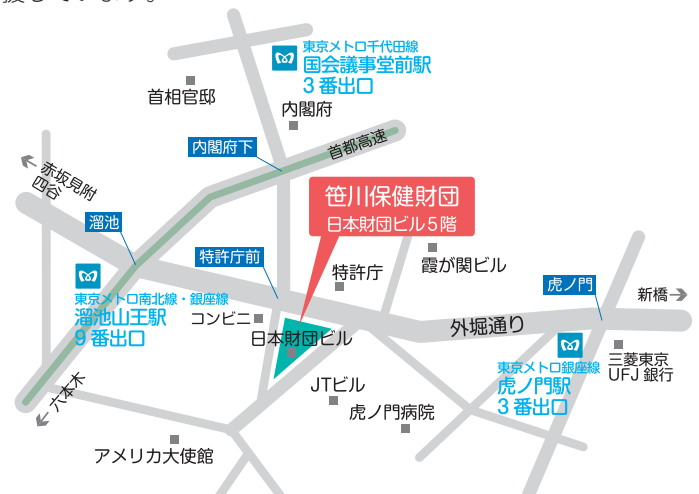 援しています。
東京メトロ千代田線
国会議事堂前駅
3番出口
首相官邸
内閣府
首都高速
内閣府下
赤坂見附
四谷
笹川保健財団
日本財団ビル5階
溜池
特許庁前
特許庁
霞が関ビル
虎ノ門
新橋
東京メトロ南北線・銀座線
溜池山王駅
9番出口
コンビニ
日本財団ビル
外堀通り
三菱東京
UFJ銀行
東京メトロ銀座線
虎ノ門駅
3番出口
六本木
JTビル
虎ノ門病院
アメリカ大使館